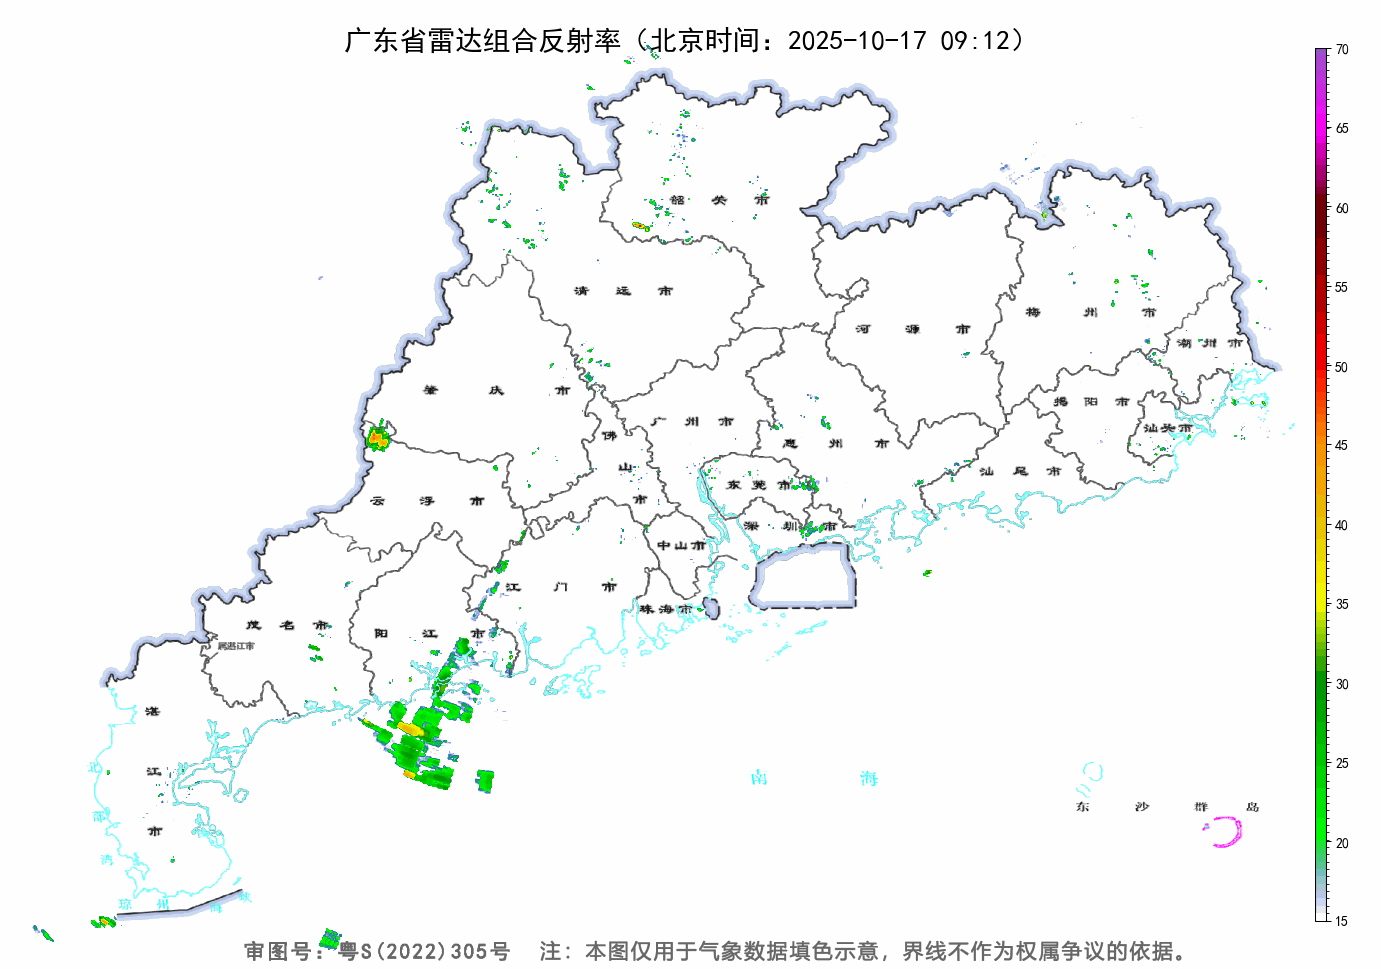 广东省雷达组合反射率（北京时间：2025-10-17 09:12）
70
65
60
55
50
45
40
35
30
25
20
15
韶 关 市
清 远 市
河 源 市
梅 州 市
潮 州 市
肇 庆 市
广 州 市
揭 阳 市
汕头市
佛 山 市
惠 州 市
汕 尾 市
东 莞 市
云 浮 市
深 圳 市
中山市
江 门 市
珠海市
茂 名 市
阳 江 市
属湛江市
湛 江 市
北 部 湾
南 海
东 沙 群 岛
琼 州 海 峡
审图号：粤S(2022)305号 注：本图仅用于气象数据填色示意，界线不作为权属争议的依据。